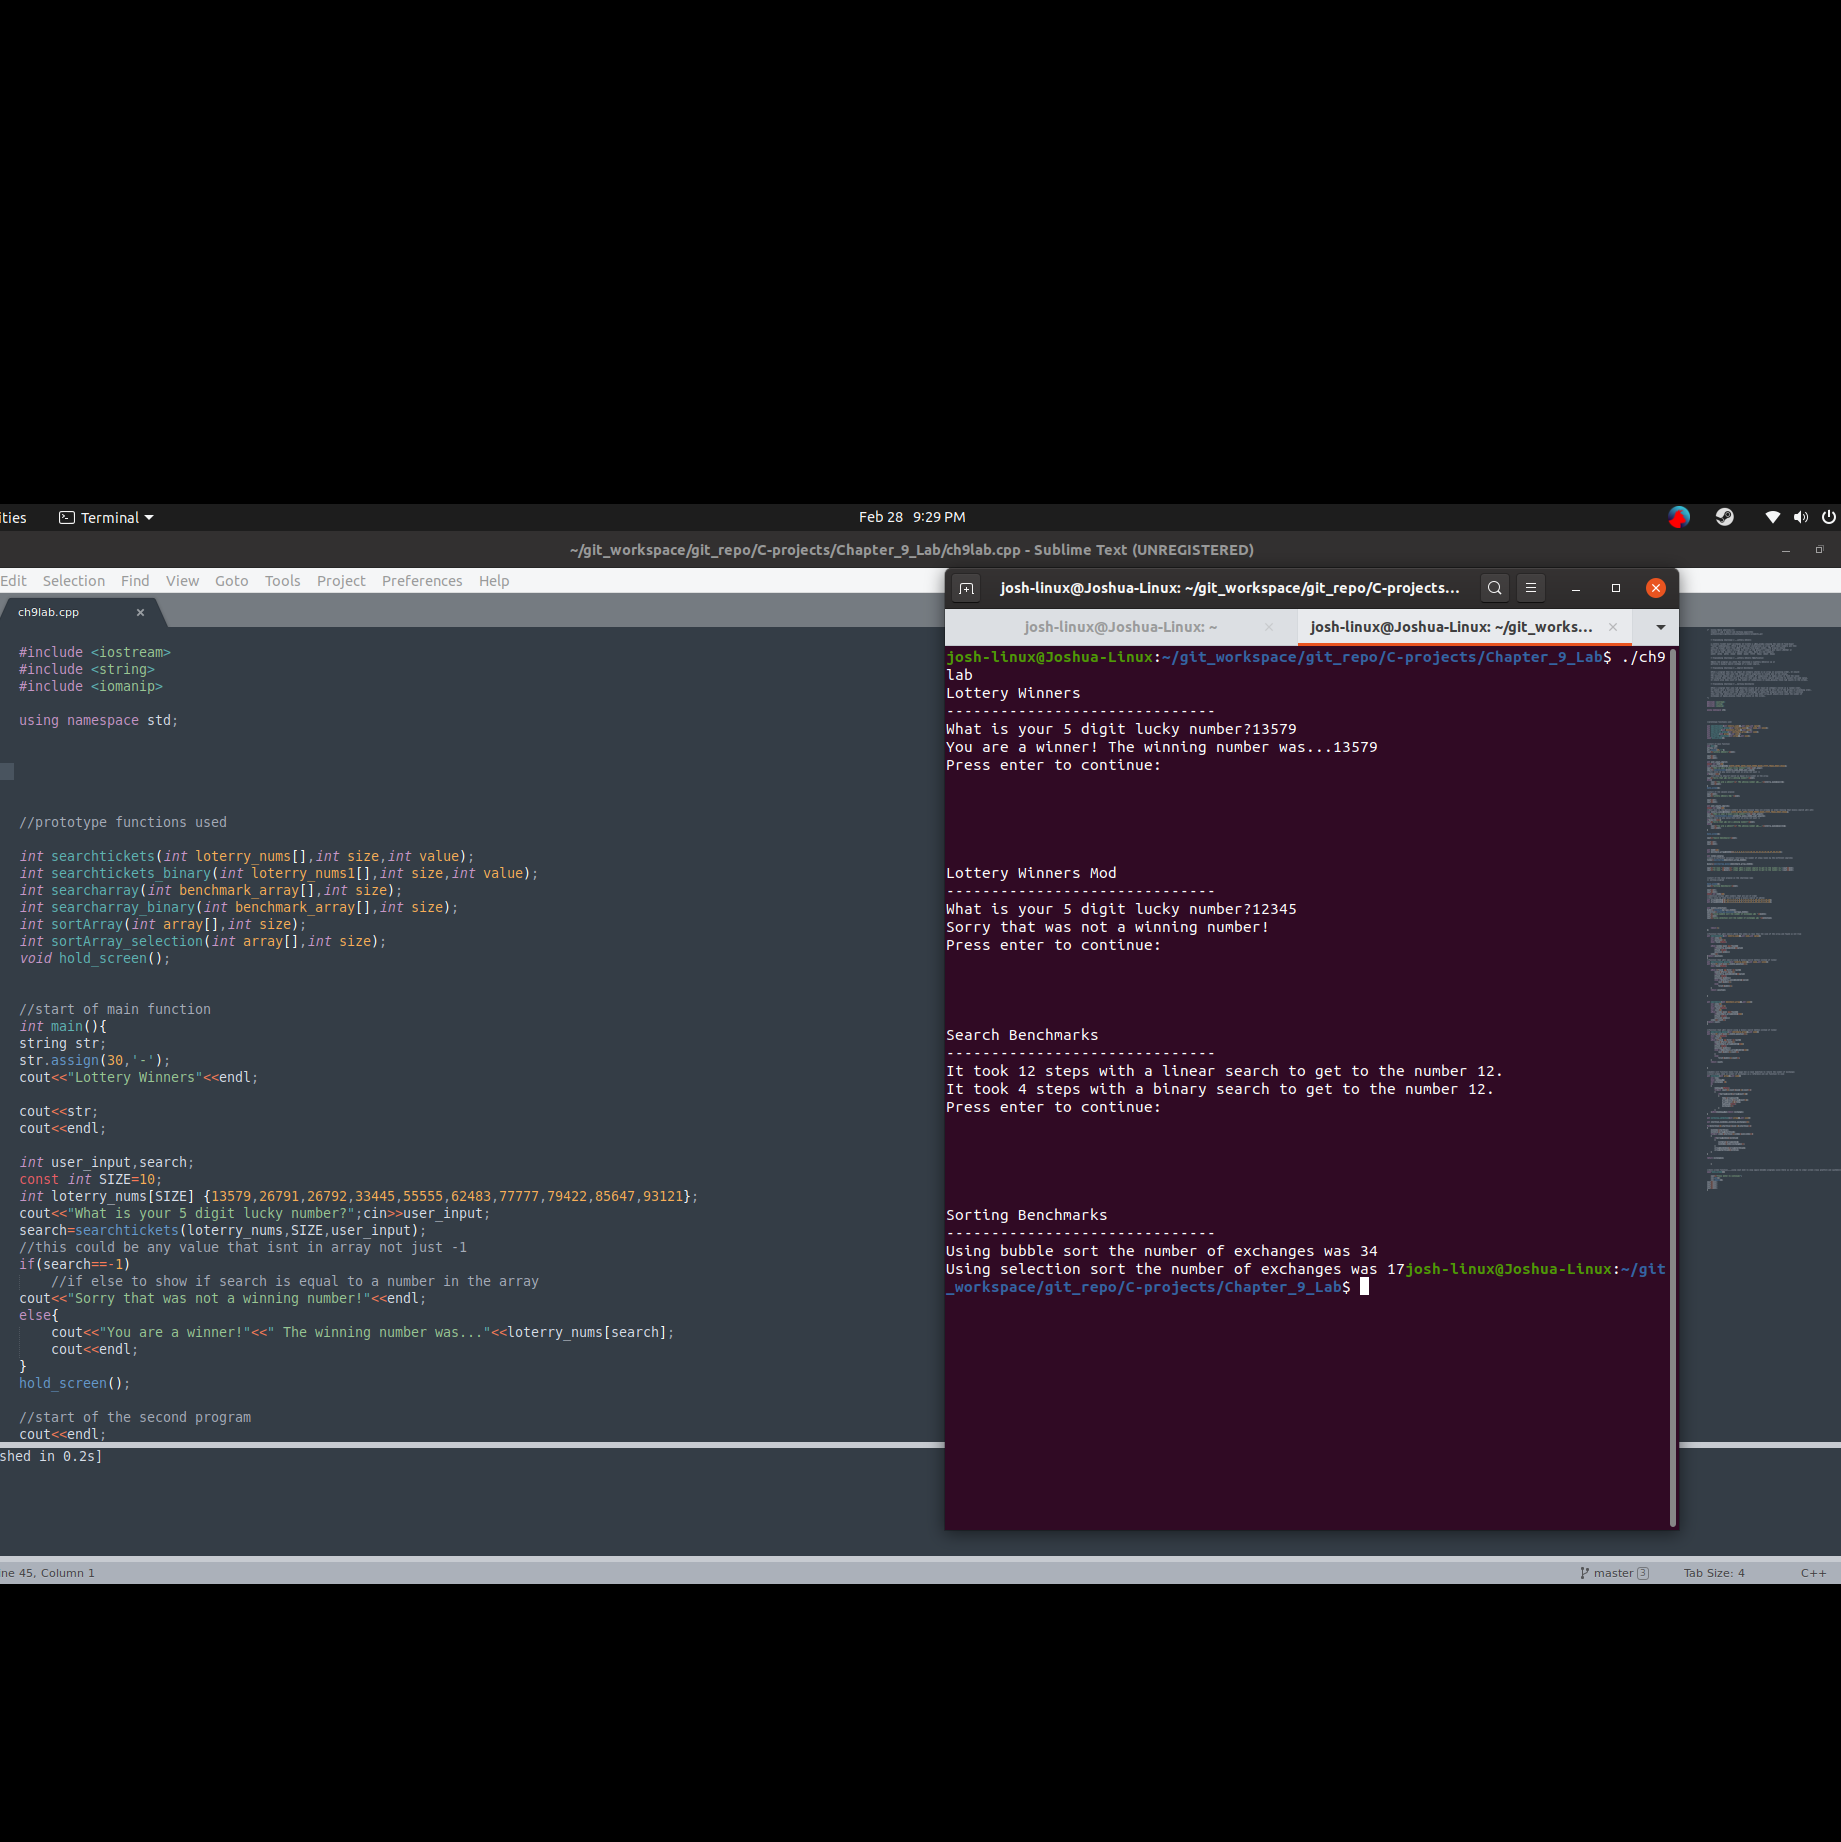 ities Terminal Feb 28 9:29 PM
~/git_workspace/git_repo/C-projects/Chapter_9_Lab/ch9lab.cpp - Sublime Text (UNREGISTERED)
Edit Selection Find View Goto Tools Project Preferences Help
ch9lab.cpp
#include <iostream>
#include <string>
#include <iomanip>
using namespace std;
//prototype functions used
int searchtickets(int loterry_nums[],int size,int value);
int searchtickets_binary(int loterry_nums1[],int size,int value);
int searcharray(int benchmark_array[],int size);
int searcharray_binary(int benchmark_array[],int size);
int sortArray(int array[],int size);
int sortArray_selection(int array[],int size);
void hold_screen();
//start of main function
int main(){
string str;
str.assign(30,'-');
cout<<"Lottery Winners"<<endl;
cout<<str;
cout<<endl;
int user_input,search;
const int SIZE=10;
int loterry_nums[SIZE] {13579,26791,26792,33445,55555,62483,77777,79422,85647,93121};
cout<<"What is your 5 digit lucky number?";cin>>user_input;
search=searchtickets(loterry_nums,SIZE,user_input);
//this could be any value that isnt in array not just -1
if(search==-1)
//if else to show if search is equal to a number in the array
cout<<"Sorry that was not a winning number!"<<endl;
else{
cout<<"You are a winner!"<<" The winning number was..."<<loterry_nums[search];
cout<<endl;
}
hold_screen();
//start of the second program
cout<<endl;
shed in 0.2s]
ne 45, Column 1
master 3 Tab Size: 4 C++
josh-linux@Joshua-Linux: ~/git_workspace/git_repo/C-projects...
josh-linux@Joshua-Linux: ~
josh-linux@Joshua-Linux: ~/git_works...
josh-linux@Joshua-Linux:~/git_workspace/git_repo/C-projects/Chapter_9_Lab$ ./ch9
lab
Lottery Winners
------------------------------
What is your 5 digit lucky number?13579
You are a winner! The winning number was...13579
Press enter to continue:
Lottery Winners Mod
------------------------------
What is your 5 digit lucky number?12345
Sorry that was not a winning number!
Press enter to continue:
Search Benchmarks
------------------------------
It took 12 steps with a linear search to get to the number 12.
It took 4 steps with a binary search to get to the number 12.
Press enter to continue:
Sorting Benchmarks
------------------------------
Using bubble sort the number of exchanges was 34
Using selection sort the number of exchanges was 17josh-linux@Joshua-Linux:~/git
_workspace/git_repo/C-projects/Chapter_9_Lab$